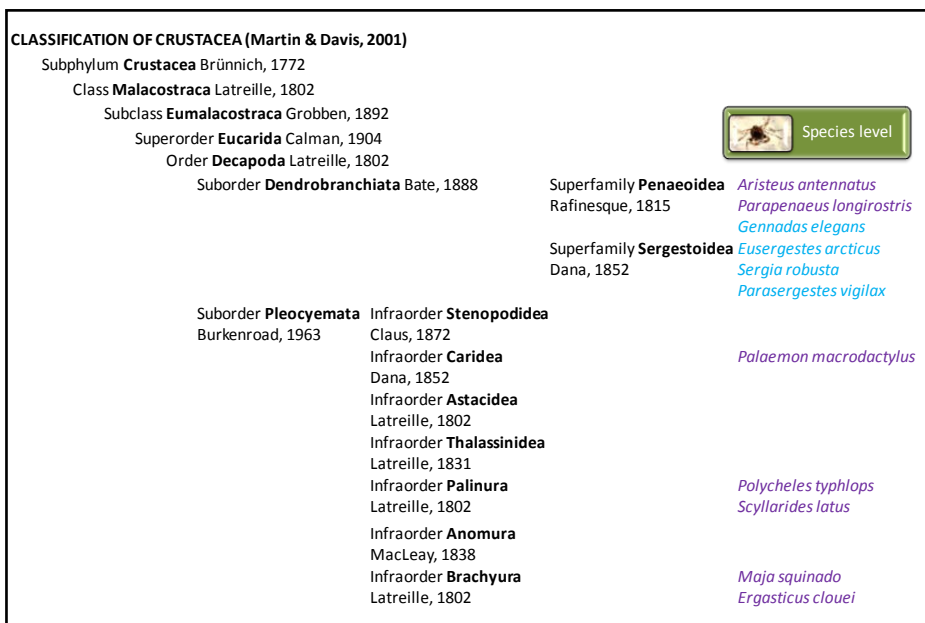 CLASSIFICATION OF CRUSTACEA (Martin & Davis, 2001)
Subphylum Crustacea Brünnich, 1772
Class Malacostraca Latreille, 1802
Subclass Eumalacostraca Grobben, 1892
Superorder Eucarida Calman, 1904
Species level
Order Decapoda Latreille, 1802
Suborder Dendrobranchiata Bate, 1888 Superfamily Penaeoidea Aristeus antennatus
Rafinesque, 1815 Parapenaeus longirostris
Gennadas elegans
Superfamily Sergestoidea Eusergestes arcticus
Dana, 1852 Sergia robusta
Parasergestes vigilax
Suborder Pleocyemata Infraorder Stenopodidea
Burkenroad, 1963 Claus, 1872
Infraorder Caridea Palaemon macrodactylus
Dana, 1852
Infraorder Astacidea
Latreille, 1802
Infraorder Thalassinidea
Latreille, 1831
Infraorder Palinura Polycheles typhlops
Latreille, 1802 Scyllarides latus
Infraorder Anomura
MacLeay, 1838
Infraorder Brachyura Maja squinado
Latreille, 1802 Ergasticus clouei